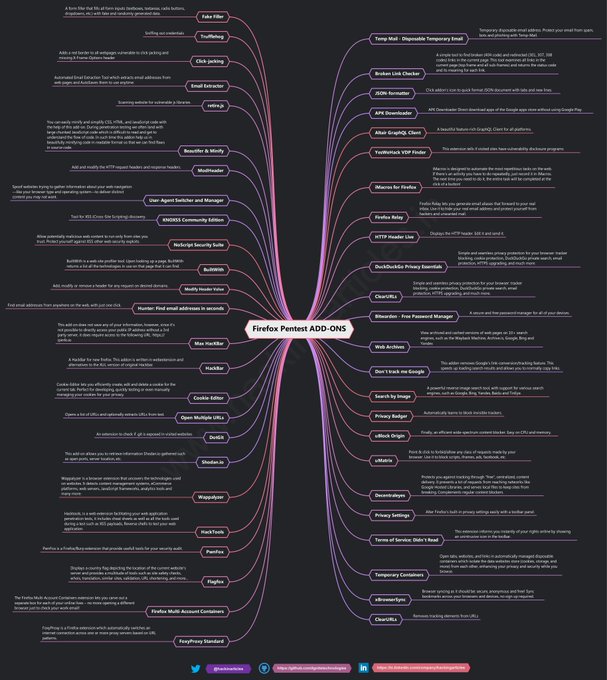 Firefox Pentest ADD-ONS
Fake Filler
A form filler that fills all form inputs (textboxes, textareas, radio buttons,
dropdowns, etc) with fake and randomly generated data.
Trufflehog
Sniffing out credentials
Click-jacking
Adds a red border to all webpages vulnerable to click jacking and
missing X-Frame-Options header
Email Extractor
Automated Email Extraction Tool which extracts email addresses from
web pages and AutoSaves them to use anytime.
retire.js
Scanning website for vulnerable js libraries.
Beautifer & Minify
You can easily minify and simplify CSS, HTML, and JavaScript code with
the help of this add-on. During penetration testing we often land with
large chunked JavaScript code which is difficult to read and get to
understand the flow of code. In such time this addon help us in
beautifully minifying code in readable format so that we can find flaws
in source code
ModHeader
Add and modify the HTTP request headers and response headers.
User-Agent Switcher and Manager
Spoof websites trying to gather information about your web navigation
—like your browser type and operating system—to deliver distinct
content you may not want.
KNOXSS Community Edition
Tool for XSS (Cross-Site Scripting) discovery
NoScript Security Suite
Allow potentially malicious web content to run only from sites you
trust. Protect yourself against XSS other web security exploits.
BuiltWith
BuiltWith is a web site profiler tool. Upon looking up a page, BuiltWith
returns a list all the technologies in use on that page that it can find
Modify Header Value
Add, modify or remove a header for any request on desired domains.
Hunter: Find email addresses in seconds
Find email addresses from anywhere on the web, with just one click.
Max HackBar
This add-on does not save any of your information, however, since it's
not possible to directly access your public IP address without a 3rd
party server, it does require access to the following URL (https://
HackBar
A HackBar for new firefox. This addon is written in webextension and
alternatives to the XUL version of original Hackbar.
Cookie-Editor
Cookie-Editor lets you efficiently create, edit and delete a cookie for the
current tab. Perfect for developing, quickly testing or even manually
managing your cookies for your privacy.
Open Multiple URLs
Opens a list of URLs and optionally extracts URLs from text.
DotGit
An extension to check if .git is exposed in visited websites
Shodan.io
This add-on allows you to retrieve information Shodan.io gathered such
as open ports, server location, etc.
Wappalyzer
Wappalyzer is a browser extension that uncovers the technologies used
on websites. It detects content management systems, eCommerce
platforms, web servers, JavaScript frameworks, analytics tools and
many more
HackTools
Hacktools, is a web extension facilitating your web application
penetration tests, it includes cheat sheets as well as all the tools used
during a test such as XSS payloads, Reverse shells to test your web
application
PwnFox
PwnFox is a Firefox/Burp extension that provide usefull tools for your security audit.
Flagfox
Displays a country flag depicting the location of the current website's
server and provides a multitude of tools such as site safety checks,
whois, translation, similar sites, validation, URL shortening, and more...
Firefox Multi-Account Containers
The Firefox Multi-Account Containers extension lets you carve out a
separate box for each of your online lives – no more opening a different
browser just to check your work email!
FoxyProxy Standard
FoxyProxy is a Firefox extension which automatically switches an
internet connection across one or more proxy servers based on URL
patterns.
Temp Mail - Disposable Temporary Email
Temporary disposable email address. Protect your email from spam,
bots and phishing with Temp Mail.
Broken Link Checker
A simple tool to find broken (404 code) and redirected (301, 307, 308
codes) links in the current page. This tool examines all links in the
current page (top frame and all sub-frames) and returns the status code
and its meaning for each link
JSON-formatter
Click addon's icon to quick format JSON document with tabs and new lines.
APK Downloader
APK Downloader Direct download apps of the Google apps store without using Google Play.
Altair GraphQL Client
A beautiful feature-rich GraphQL Client for all platforms.
YesWeHack VDP Finder
This extension tells if visited sites have vulnerability disclosure programs
iMacros for Firefox
iMacros is designed to automate the most repetitious tasks on the web.
If there's an activity you have to do repeatedly, just record it in iMacros.
The next time you need to do it, the entire task will be completed at the
click of a button!
Firefox Relay
Firefox Relay lets you generate email aliases that forward to your real
inbox. Use it to hide your real email address and protect yourself from
hackers and unwanted mail.
HTTP Header Live
Displays the HTTP header. Edit it and send it.
DuckDuckGo Privacy Essentials
Simple and seamless privacy protection for your browser: tracker
blocking, cookie protection, DuckDuckGo private search, email
protection, HTTPS upgrading, and much more.
ClearURLs
Simple and seamless privacy protection for your browser: tracker
blocking, cookie protection, DuckDuckGo private search, email
protection, HTTPS upgrading, and much more.
Bitwarden - Free Password Manager
A secure and free password manager for all of your devices.
Web Archives
View archived and cached versions of web pages on 10+ search
engines, such as the Wayback Machine, Archive.is, Google, Bing and
Yandex
Don't track me Google
This addon removes Google's link-conversion/tracking feature. This
speeds up loading search results and allows you to normally copy links.
Search by Image
A powerful reverse image search tool, with support for various search
engines, such as Google, Bing, Yandex, Baidu and TinEye.
Privacy Badger
Automatically learns to block invisible trackers.
uBlock Origin
Finally, an efficient wide-spectrum content blocker. Easy on CPU and memory.
uMatrix
Point & click to forbid/allow any class of requests made by your
browser. Use it to block scripts, iframes, ads, facebook, etc.
Decentraleyes
Protects you against tracking through "free", centralized, content
delivery. It prevents a lot of requests from reaching networks like
Google Hosted Libraries, and serves local files to keep sites from
breaking. Complements regular content blockers.
Privacy Settings
Alter Firefox's built-in privacy settings easily with a toolbar panel.
Terms of Service; Didn't Read
This extension informs you instantly of your rights online by showing
an unintrusive icon in the toolbar.
Temporary Containers
Open tabs, websites, and links in automatically managed disposable
containers which isolate the data websites store (cookies, storage, and
more) from each other, enhancing your privacy and security while you
browse.
xBrowserSync
Browser syncing as it should be: secure, anonymous and free! Sync
bookmarks across your browsers and devices, no sign up required.
ClearURLs
Removes tracking elements from URLs
@hackinarticles
https://github.com/Ignitetechnologies
https://in.linkedin.com/company/hackingarticles